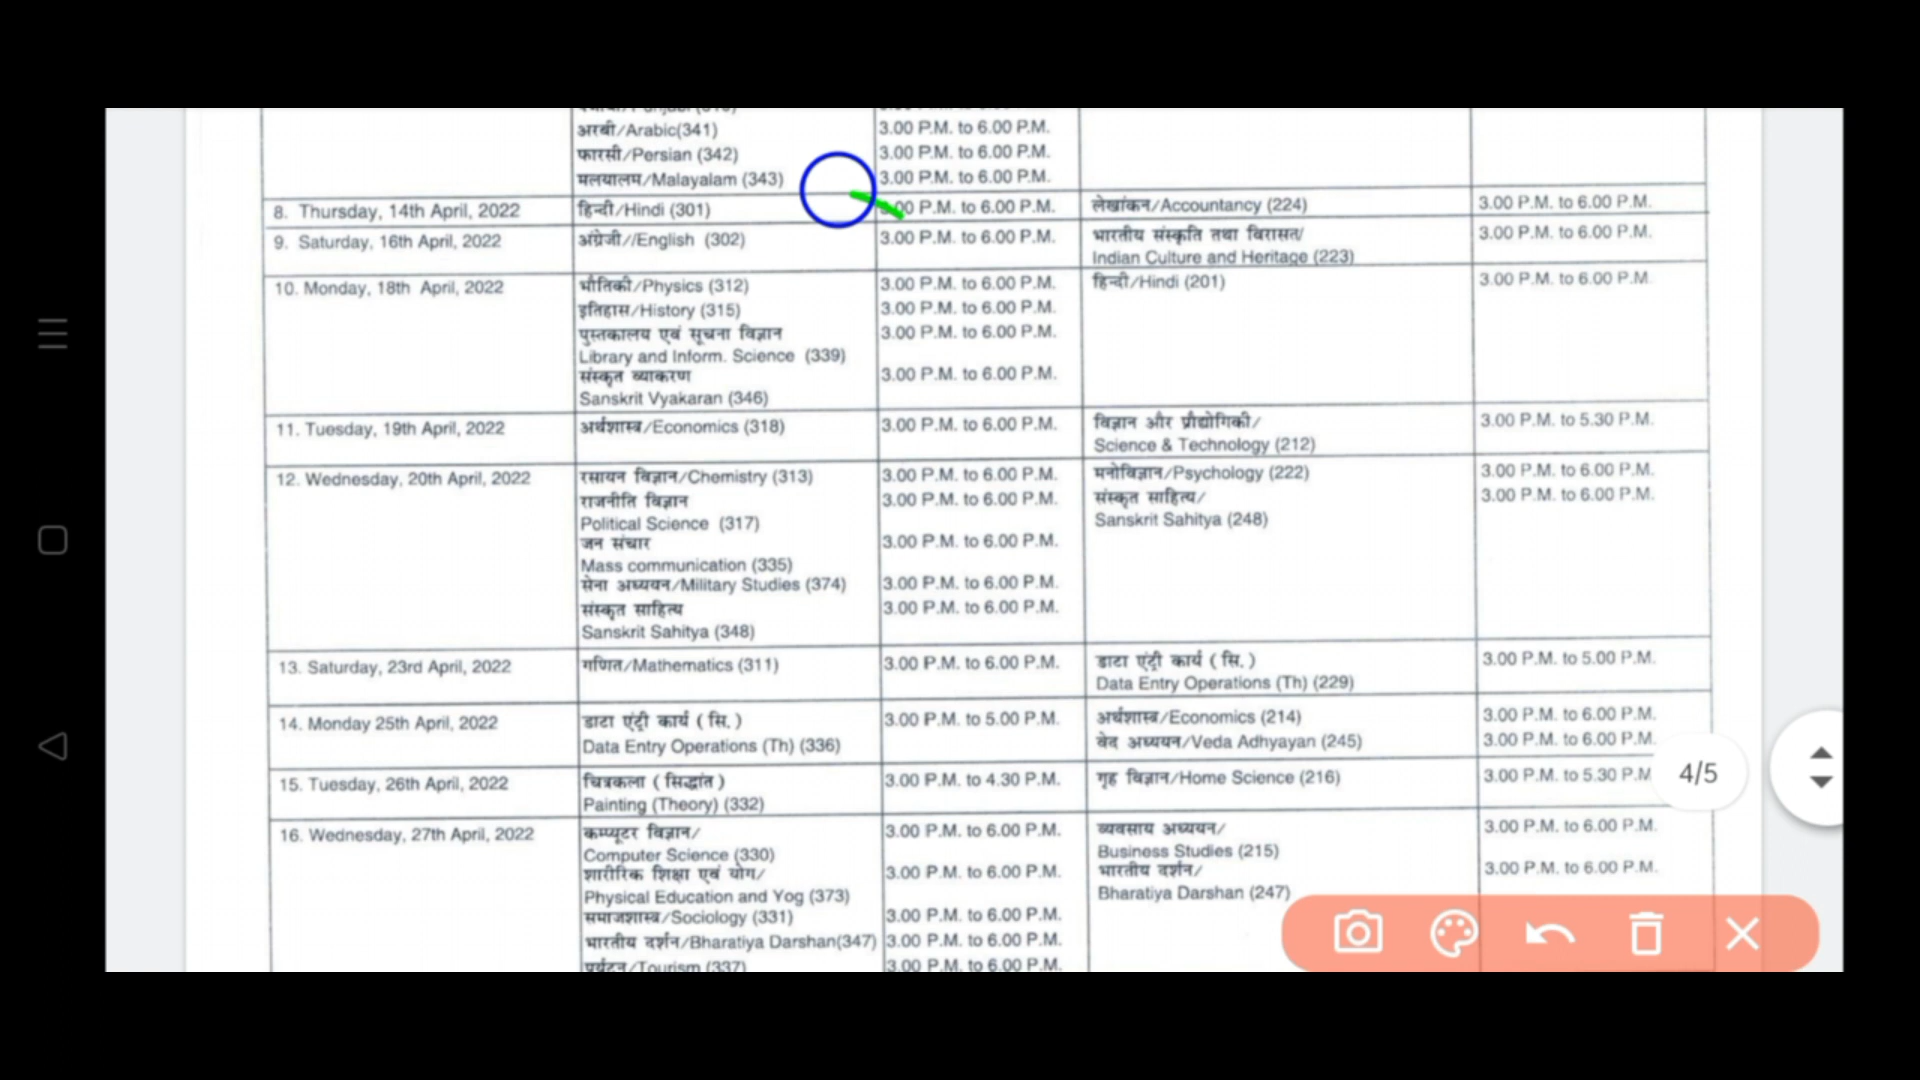 अरबी/Arabic(341) 3.00 P.M. to 6.00 P.M.
फारसी/Persian (342) 3.00 P.M. to 6.00 P.M.
मलयालम/Malayalam (343) 3.00 P.M. to 6.00 P.M.
8. Thursday, 14th April, 2022 हिन्दी/Hindi (301) 00 P.M. to 6.00 P.M. लेखांकन/Accountancy (224) 3.00 P.M. to 6.00 P.M.
9. Saturday, 16th April, 2022 अंग्रेजी//English (302) 3.00 P.M. to 6.00 P.M. भारतीय संस्कृति तथा विरासत/ 3.00 P.M. to 6.00 P.M.
Indian Culture and Heritage (223)
10. Monday, 18th April, 2022 भौतिकी/Physics (312) 3.00 P.M. to 6.00 P.M. हिन्दी/Hindi (201) 3.00 P.M. to 6.00 P.M.
इतिहास/History (315) 3.00 P.M. to 6.00 P.M.
पुस्तकालय एवं सूचना विज्ञान 3.00 P.M. to 6.00 P.M.
Library and Inform. Science (339)
संस्कृत व्याकरण 3.00 P.M. to 6.00 P.M.
Sanskrit Vyakaran (346)
11. Tuesday, 19th April, 2022 अर्थशास्त्र/Economics (318) 3.00 P.M. to 6.00 P.M. विज्ञान और प्रौद्योगिकी/ 3.00 P.M. to 5.30 P.M.
Science & Technology (212)
12. Wednesday, 20th April, 2022 रसायन विज्ञान/Chemistry (313) 3.00 P.M. to 6.00 P.M. मनोविज्ञान/Psychology (222) 3.00 P.M. to 6.00 P.M.
राजनीति विज्ञान 3.00 P.M. to 6.00 P.M. संस्कृत साहित्य/ 3.00 P.M. to 6.00 P.M.
Political Science (317) Sanskrit Sahitya (248)
जन संचार 3.00 P.M. to 6.00 P.M.
Mass communication (335)
सेना अध्ययन/Military Studies (374) 3.00 P.M. to 6.00 P.M.
संस्कृत साहित्य 3.00 P.M. to 6.00 P.M.
Sanskrit Sahitya (348)
13. Saturday, 23rd April, 2022 गणित/Mathematics (311) 3.00 P.M. to 6.00 P.M. डाटा एंट्री कार्य ( सि. ) 3.00 P.M. to 5.00 P.M.
Data Entry Operations (Th) (229)
14. Monday 25th April, 2022 डाटा एंट्री कार्य ( सि. ) 3.00 P.M. to 5.00 P.M. अर्थशास्त्र/Economics (214) 3.00 P.M. to 6.00 P.M.
Data Entry Operations (Th) (336) वेद अध्ययन/Veda Adhyayan (245) 3.00 P.M. to 6.00 P.M.
15. Tuesday, 26th April, 2022 चित्रकला ( सिद्धांत ) 3.00 P.M. to 4.30 P.M. गृह विज्ञान/Home Science (216) 3.00 P.M. to 5.30 P.M 4/5
Painting (Theory) (332)
16. Wednesday, 27th April, 2022 कम्प्यूटर विज्ञान/ 3.00 P.M. to 6.00 P.M. व्यवसाय अध्ययन/ 3.00 P.M. to 6.00 P.M.
Computer Science (330) Business Studies (215)
शारीरिक शिक्षा एवं योग/ 3.00 P.M. to 6.00 P.M. भारतीय दर्शन/ 3.00 P.M. to 6.00 P.M.
Physical Education and Yog (373) Bharatiya Darshan (247)
समाजशास्त्र/Sociology (331) 3.00 P.M. to 6.00 P.M.
भारतीय दर्शन/Bharatiya Darshan(347) 3.00 P.M. to 6.00 P.M.
पर्यटन/Tourism (337) 3.00 P.M. to 6.00 P.M.